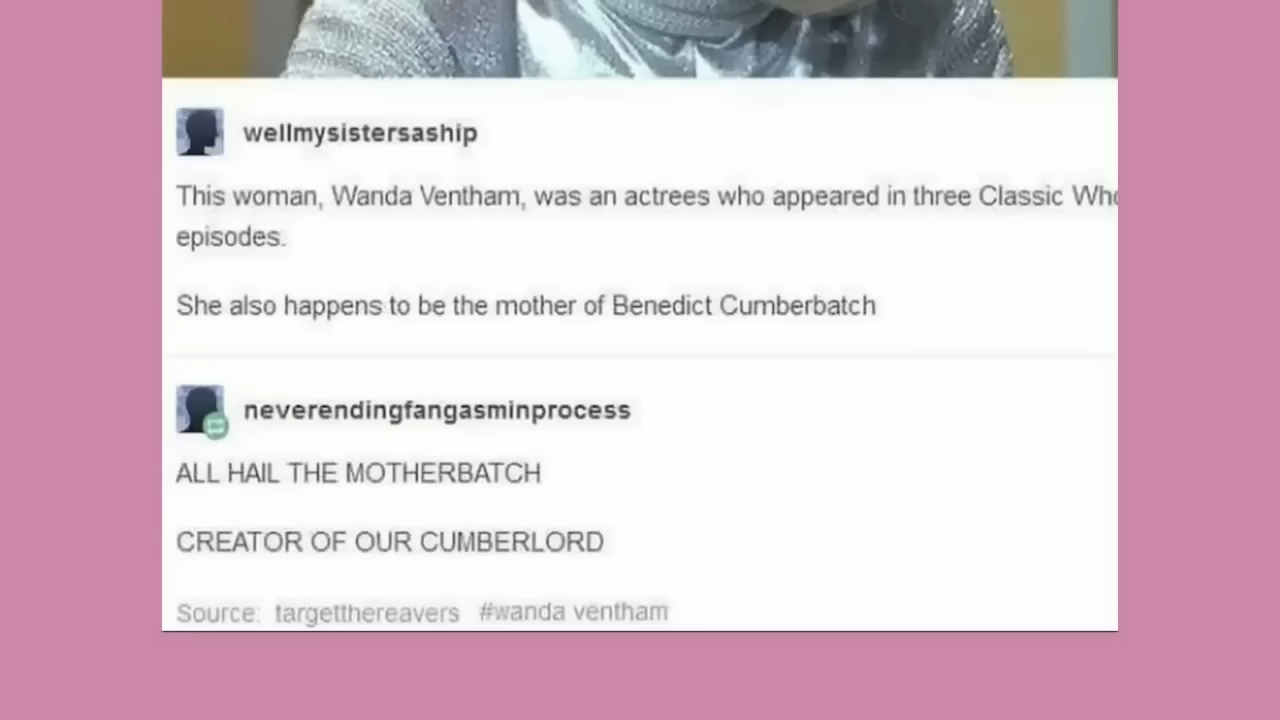 wellmysistersaship
This woman, Wanda Ventham, was an actrees who appeared in three Classic Who
episodes.
She also happens to be the mother of Benedict Cumberbatch
neverendingfangasminprocess
ALL HAIL THE MOTHERBATCH
CREATOR OF OUR CUMBERLORD
Source: targetthereavers #wanda ventham